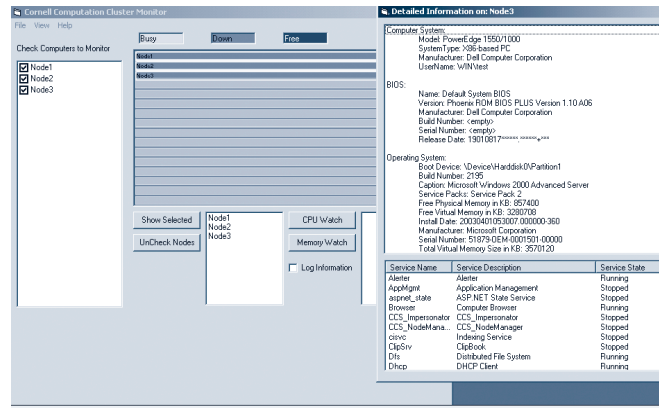 Cornell Computation Cluster Monitor
File View Help
Check Computers to Monitor
Node1
Node2
Node3
Busy
Down
Free
Node1
Node2
Node3
Show Selected
UnCheck Nodes
Node1
Node2
Node3
CPU Watch
Memory Watch
Log Information
Detailed Information on: Node3
Computer System:
Model: PowerEdge 1550/1000
SystemType: X86-based PC
Manufacturer: Dell Computer Corporation
UserName: WIN\test
BIOS:
Name: Default System BIOS
Version: Phoenix ROM BIOS PLUS Version 1.10 A06
Manufacturer: Dell Computer Corporation
Build Number: <empty>
Serial Number: <empty>
Release Date: 19010817****** ******+***
Operating System:
Boot Device: \Device\Harddisk0\Partition1
Build Number: 2195
Caption: Microsoft Windows 2000 Advanced Server
Service Packs: Service Pack 2
Free Physical Memory in KB: 857400
Free Virtual Memory in KB: 3280708
Install Date: 20030401053007.000000-360
Manufacturer: Microsoft Corporation
Serial Number: 51879-OEM-0001501-00000
Total Virtual Memory Size in KB: 3570120
Service Name Service Description Service State
Alerter Alerter Running
AppMgmt Application Management Stopped
aspnet_state ASP.NET State Service Stopped
Browser Computer Browser Running
CCS_Impersonator CCS_Impersonator Stopped
CCS_NodeMana... CCS_NodeManager Stopped
cisvc Indexing Service Stopped
ClipSrv ClipBook Stopped
Dfs Distributed File System Running
Dhcp DHCP Client Running